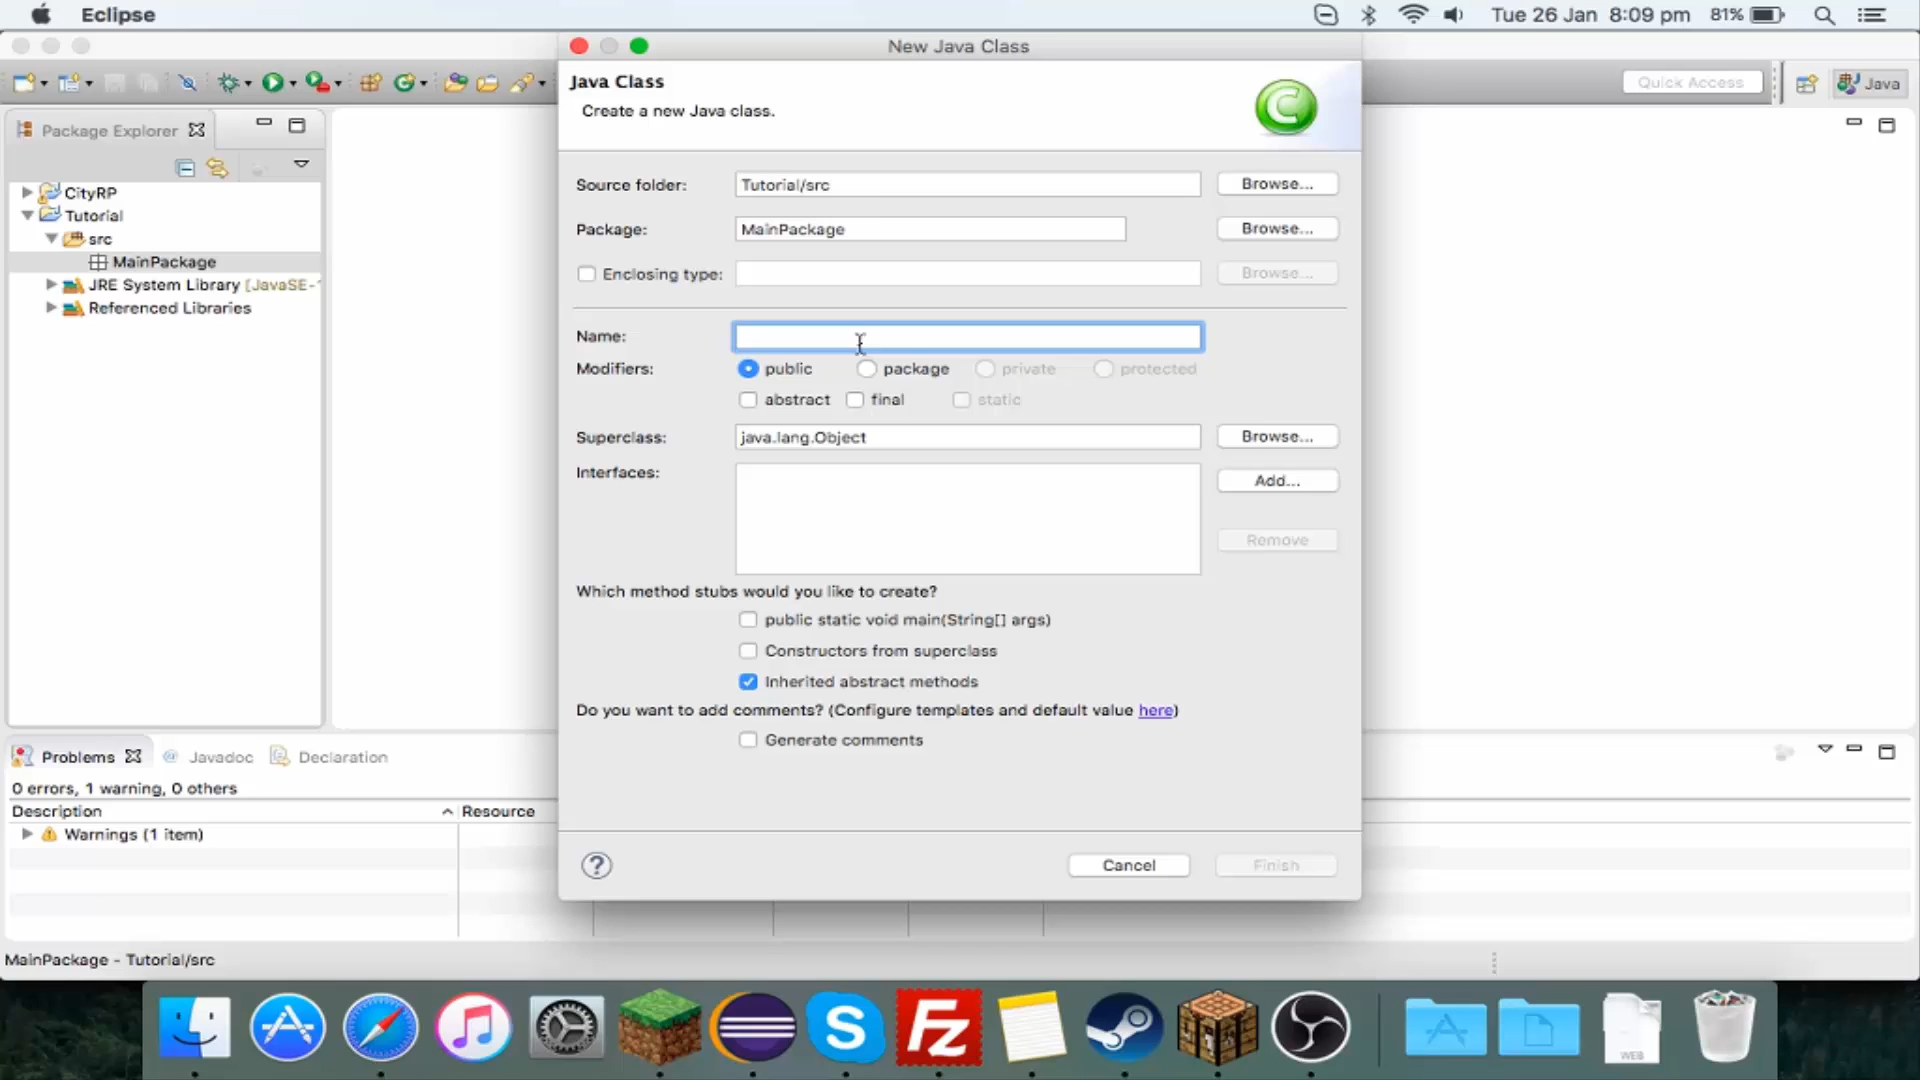 Eclipse
Tue 26 Jan 8:09 pm 81%
New Java Class
Java Class
Create a new Java class.
Quick Access
Java
Package Explorer
CityRP
Tutorial
src
MainPackage
JRE System Library [JavaSE-1
Referenced Libraries
Source folder: Tutorial/src Browse...
Package: MainPackage Browse...
Enclosing type: Browse...
Name:
Modifiers: public package private protected
abstract final static
Superclass: java.lang.Object Browse...
Interfaces: Add...
Remove
Which method stubs would you like to create?
public static void main(String[] args)
Constructors from superclass
Inherited abstract methods
Do you want to add comments? (Configure templates and default value here)
Generate comments
? Cancel Finish
Problems @ Javadoc Declaration
0 errors, 1 warning, 0 others
Description Resource
Warnings (1 item)
MainPackage - Tutorial/src
S Fz WEB